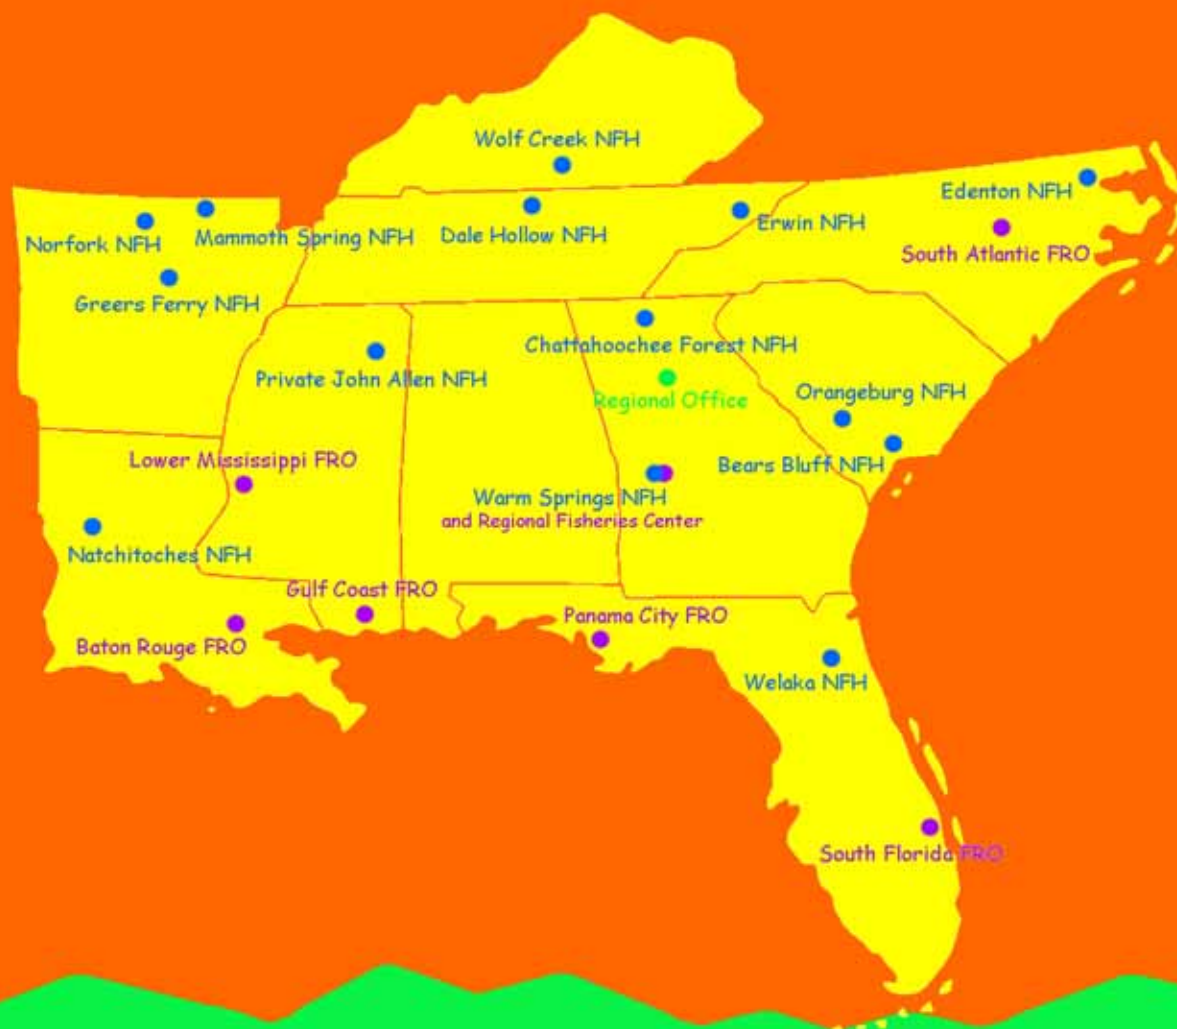 Wolf Creek NFH
Edenton NFH
Norfork NFH
Mammoth Spring NFH
Dale Hollow NFH
Erwin NFH
South Atlantic FRO
Greers Ferry NFH
Chattahoochee Forest NFH
Private John Allen NFH
Regional Office
Orangeburg NFH
Lower Mississippi FRO
Bears Bluff NFH
Warm Springs NFH
and Regional Fisheries Center
Natchitoches NFH
Gulf Coast FRO
Panama City FRO
Baton Rouge FRO
Welaka NFH
South Florida FRO